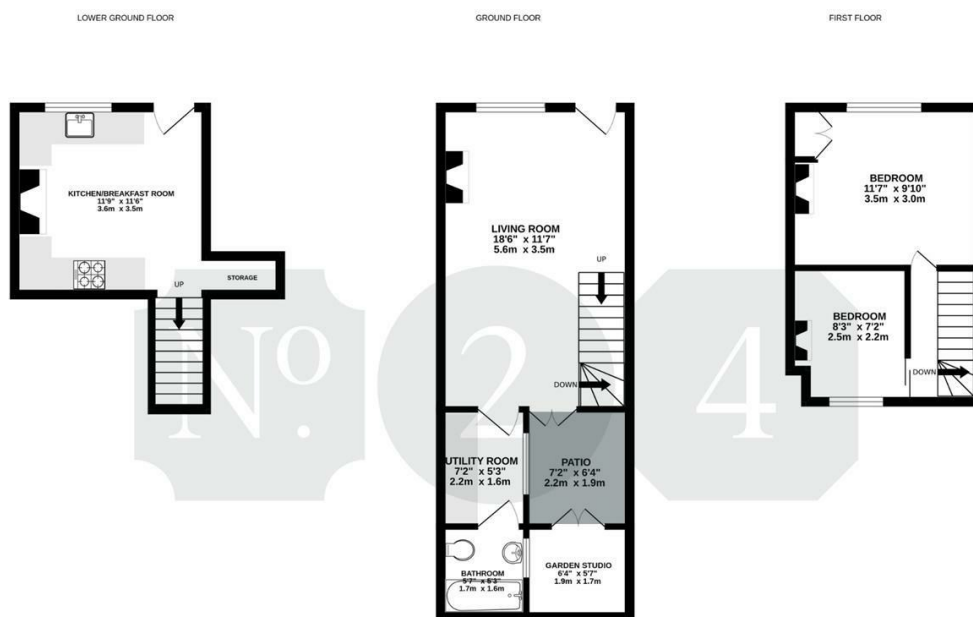 LOWER GROUND FLOOR
KITCHEN/BREAKFAST ROOM
11'9" x 11'6"
3.6m x 3.5m
STORAGE
UP
GROUND FLOOR
LIVING ROOM
18'6" x 11'7"
5.6m x 3.5m
UP
DOWN
UTILITY ROOM
7'2" x 5'3"
2.2m x 1.6m
PATIO
7'2" x 6'4"
2.2m x 1.9m
BATHROOM
5'7" x 5'3"
1.7m x 1.6m
GARDEN STUDIO
6'4" x 5'7"
1.9m x 1.7m
FIRST FLOOR
BEDROOM
11'7" x 9'10"
3.5m x 3.0m
BEDROOM
8'3" x 7'2"
2.5m x 2.2m
DOWN
No. 2 4